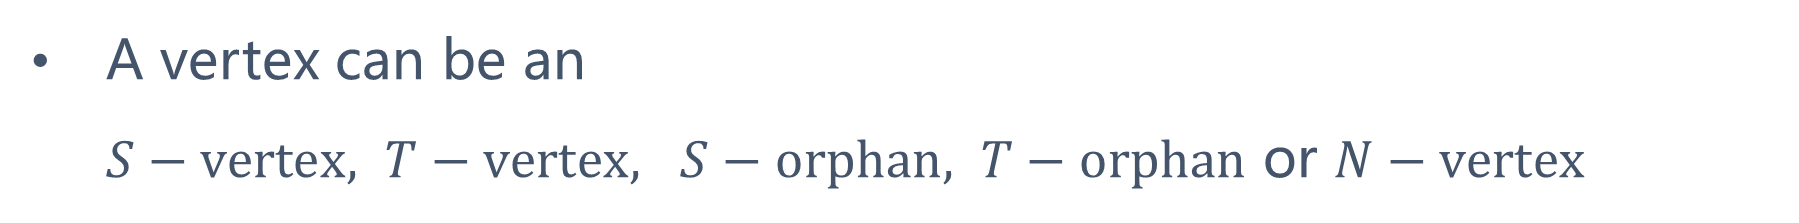 • A vertex can be an
S − vertex, T − vertex, S − orphan, T − orphan or N − vertex